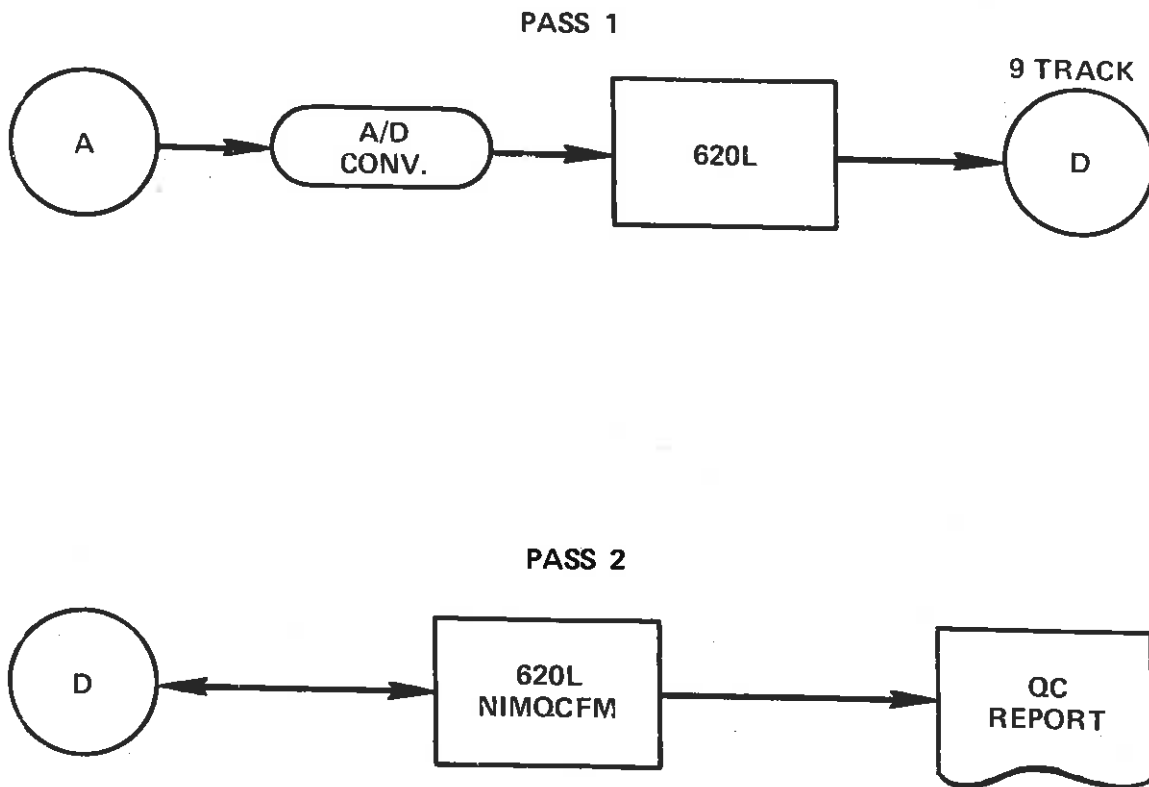 PASS 1
A
A/D
CONV.
620L
9 TRACK
D
PASS 2
D
620L
NIMQCFM
QC
REPORT